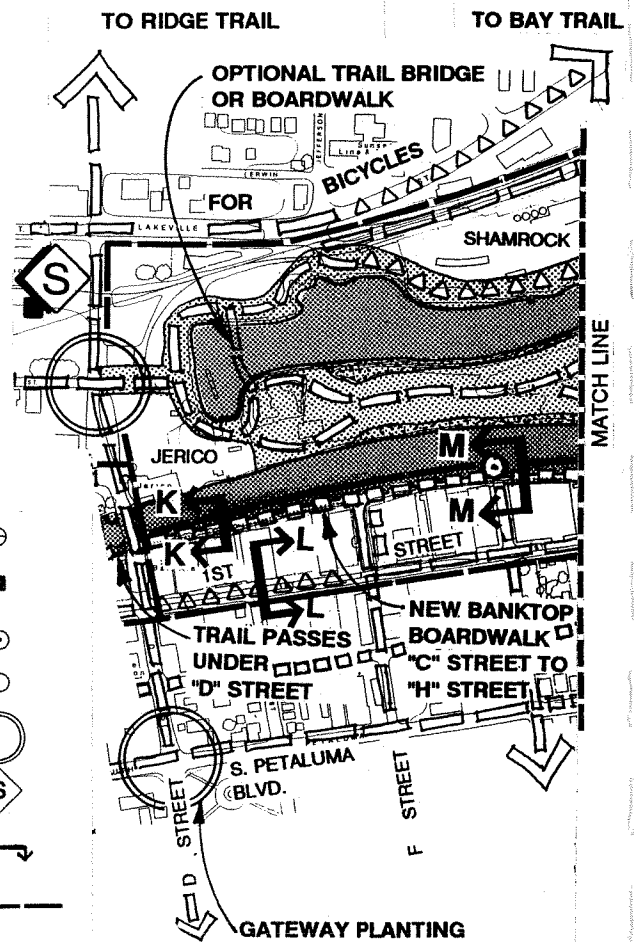 TO RIDGE TRAIL
TO BAY TRAIL
OPTIONAL TRAIL BRIDGE
OR BOARDWALK
JEFFERSON
ERWIN
BICYCLES
FOR
LAKEVILLE
SHAMROCK
S
MATCH LINE
JERICO
M
K
M
L
K
1ST
STREET
L
TRAIL PASSES
UNDER
"D" STREET
NEW BANKTOP
BOARDWALK
"C" STREET TO
"H" STREET
S. PETALUMA
BLVD.
D STREET
F STREET
GATEWAY PLANTING